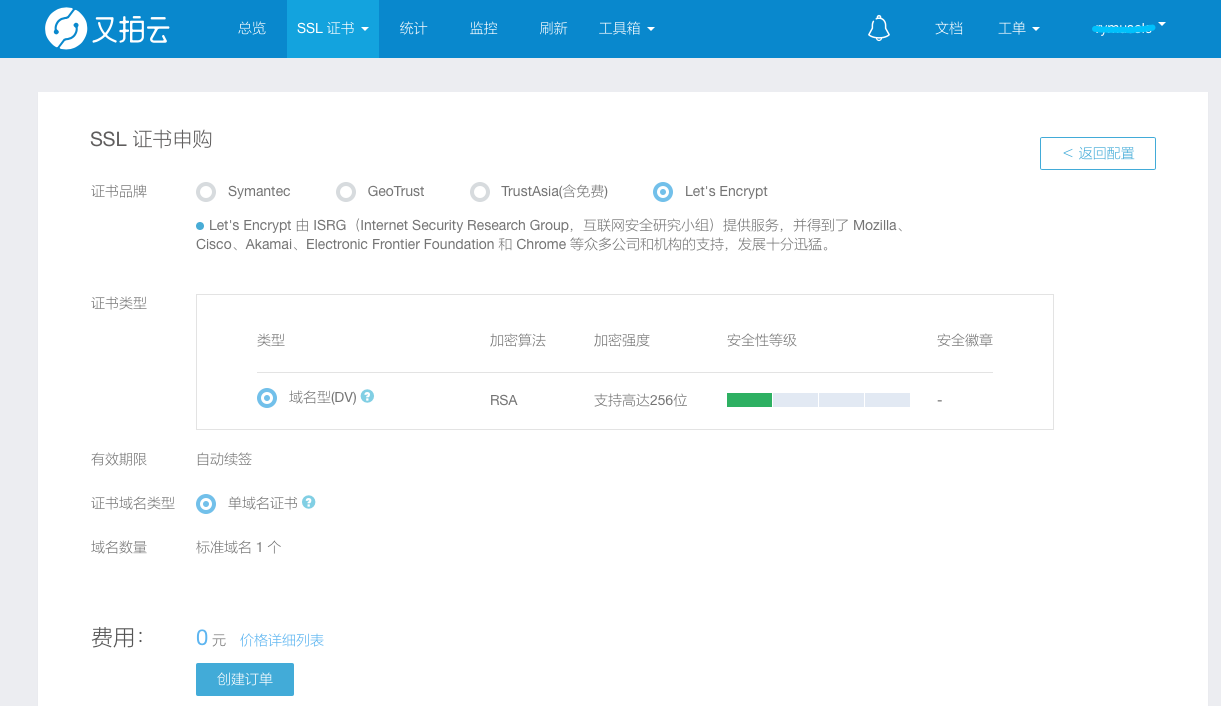 又拍云
总览
SSL 证书
统计
监控
刷新
工具箱
文档
工单
SSL 证书申购
< 返回配置
证书品牌
Symantec
GeoTrust
TrustAsia(含免费)
Let's Encrypt
Let's Encrypt 由 ISRG（Internet Security Research Group，互联网安全研究小组）提供服务，并得到了 Mozilla、
Cisco、Akamai、Electronic Frontier Foundation 和 Chrome 等众多公司和机构的支持，发展十分迅猛。
证书类型
类型
加密算法
加密强度
安全性等级
安全徽章
域名型(DV) ?
RSA
支持高达256位
-
有效期限
自动续签
证书域名类型
单域名证书 ?
域名数量
标准域名 1 个
费用：
0 元
价格详细列表
创建订单